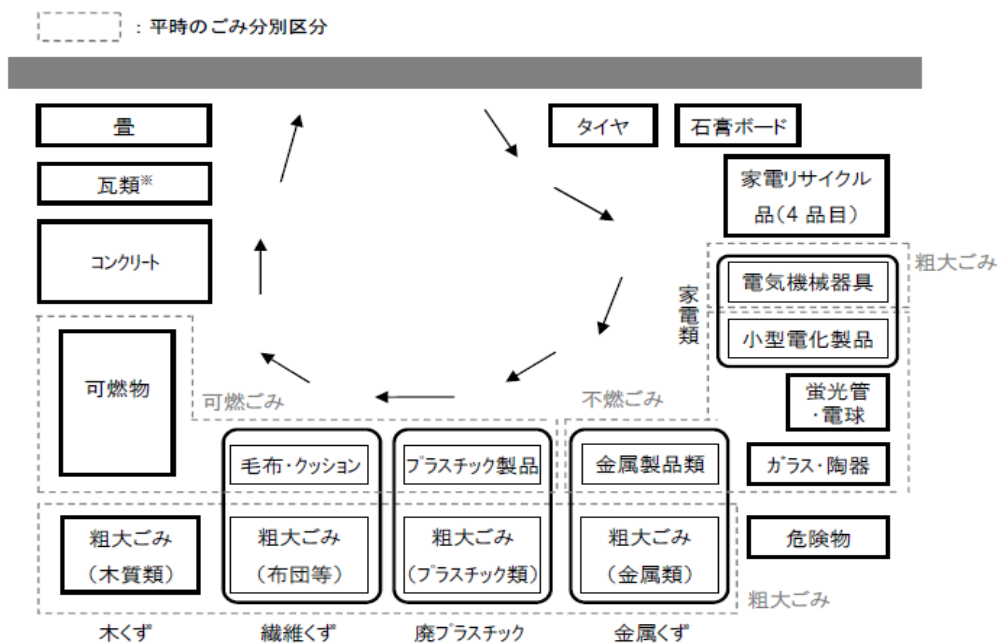 ：平時のごみ分別区分
畳
タイヤ
石膏ボード
瓦類※
家電リサイクル
品(4 品目)
コンクリート
粗大ごみ
家電類
電気機械器具
小型電化製品
可燃物
可燃ごみ
不燃ごみ
蛍光管
・電球
毛布・クッション
プラスチック製品
金属製品類
ガラス・陶器
粗大ごみ
(木質類)
粗大ごみ
(布団等)
粗大ごみ
(プラスチック類)
粗大ごみ
(金属類)
危険物
粗大ごみ
木くず
繊維くず
廃プラスチック
金属くず